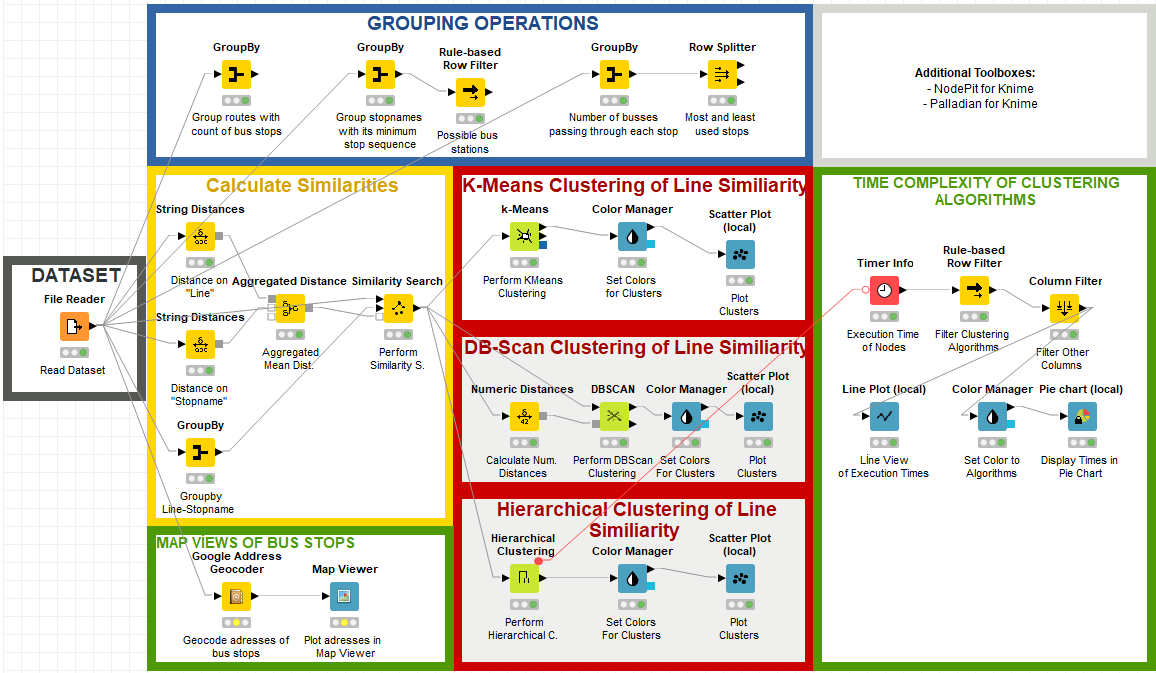 GROUPING OPERATIONS
GroupBy
Group routes with
count of bus stops
GroupBy
Group stopnames
with its minimum
stop sequence
Rule-based
Row Filter
Possible bus
stations
GroupBy
Number of busses
passing through each stop
Row Splitter
Most and least
used stops
Additional Toolboxes:
- NodePit for Knime
- Palladian for Knime
DATASET
File Reader
Read Dataset
Calculate Similarities
String Distances
Distance on
"Line"
String Distances
Distance on
"Stopname"
GroupBy
Groupby
Line-Stopname
Aggregated Distance
Aggregated
Mean Dist.
Similarity Search
Perform
Similarity S.
K-Means Clustering of Line Similiarity
k-Means
Perform KMeans
Clustering
Color Manager
Set Colors
for Clusters
Scatter Plot
(local)
Plot
Clusters
DB-Scan Clustering of Line Similiarity
Numeric Distances
Calculate Num.
Distances
DBSCAN
Perform DBScan
Clustering
Color Manager
Set Colors
For Clusters
Scatter Plot
(local)
Plot
Clusters
Hierarchical Clustering of Line
Similiarity
Hierarchical
Clustering
Perform
Hierarchical C.
Color Manager
Set Colors
For Clusters
Scatter Plot
(local)
Plot
Clusters
MAP VIEWS OF BUS STOPS
Google Address
Geocoder
Geocode adresses of
bus stops
Map Viewer
Plot adresses in
Map Viewer
TIME COMPLEXITY OF CLUSTERING
ALGORITHMS
Timer Info
Execution Time
of Nodes
Rule-based
Row Filter
Filter Clustering
Algorithms
Column Filter
Filter Other
Columns
Line Plot (local)
Line View
of Execution Times
Color Manager
Set Color to
Algorithms
Pie chart (local)
Display Times in
Pie Chart